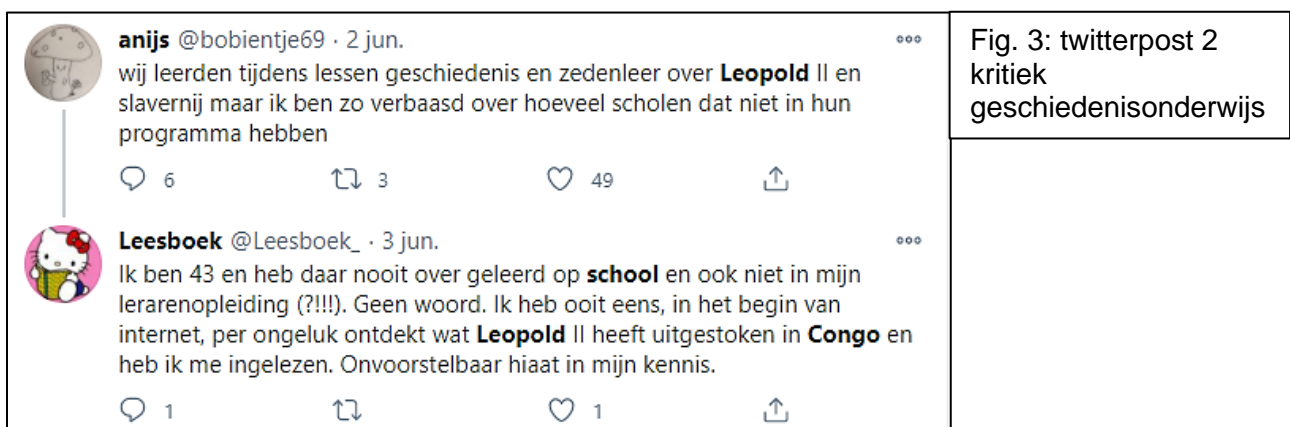 anijs @bobientje69 · 2 jun.
wij leerden tijdens lessen geschiedenis en zedenleer over Leopold II en
slavernij maar ik ben zo verbaasd over hoeveel scholen dat niet in hun
programma hebben
6 3 49
Leesboek @Leesboek_ · 3 jun.
Ik ben 43 en heb daar nooit over geleerd op school en ook niet in mijn
lerarenopleiding (?!!!). Geen woord. Ik heb ooit eens, in het begin van
internet, per ongeluk ontdekt wat Leopold II heeft uitgestoken in Congo en
heb ik me ingelezen. Onvoorstelbaar hiaat in mijn kennis.
1 1
Fig. 3: twitterpost 2
kritiek
geschiedenisonderwijs